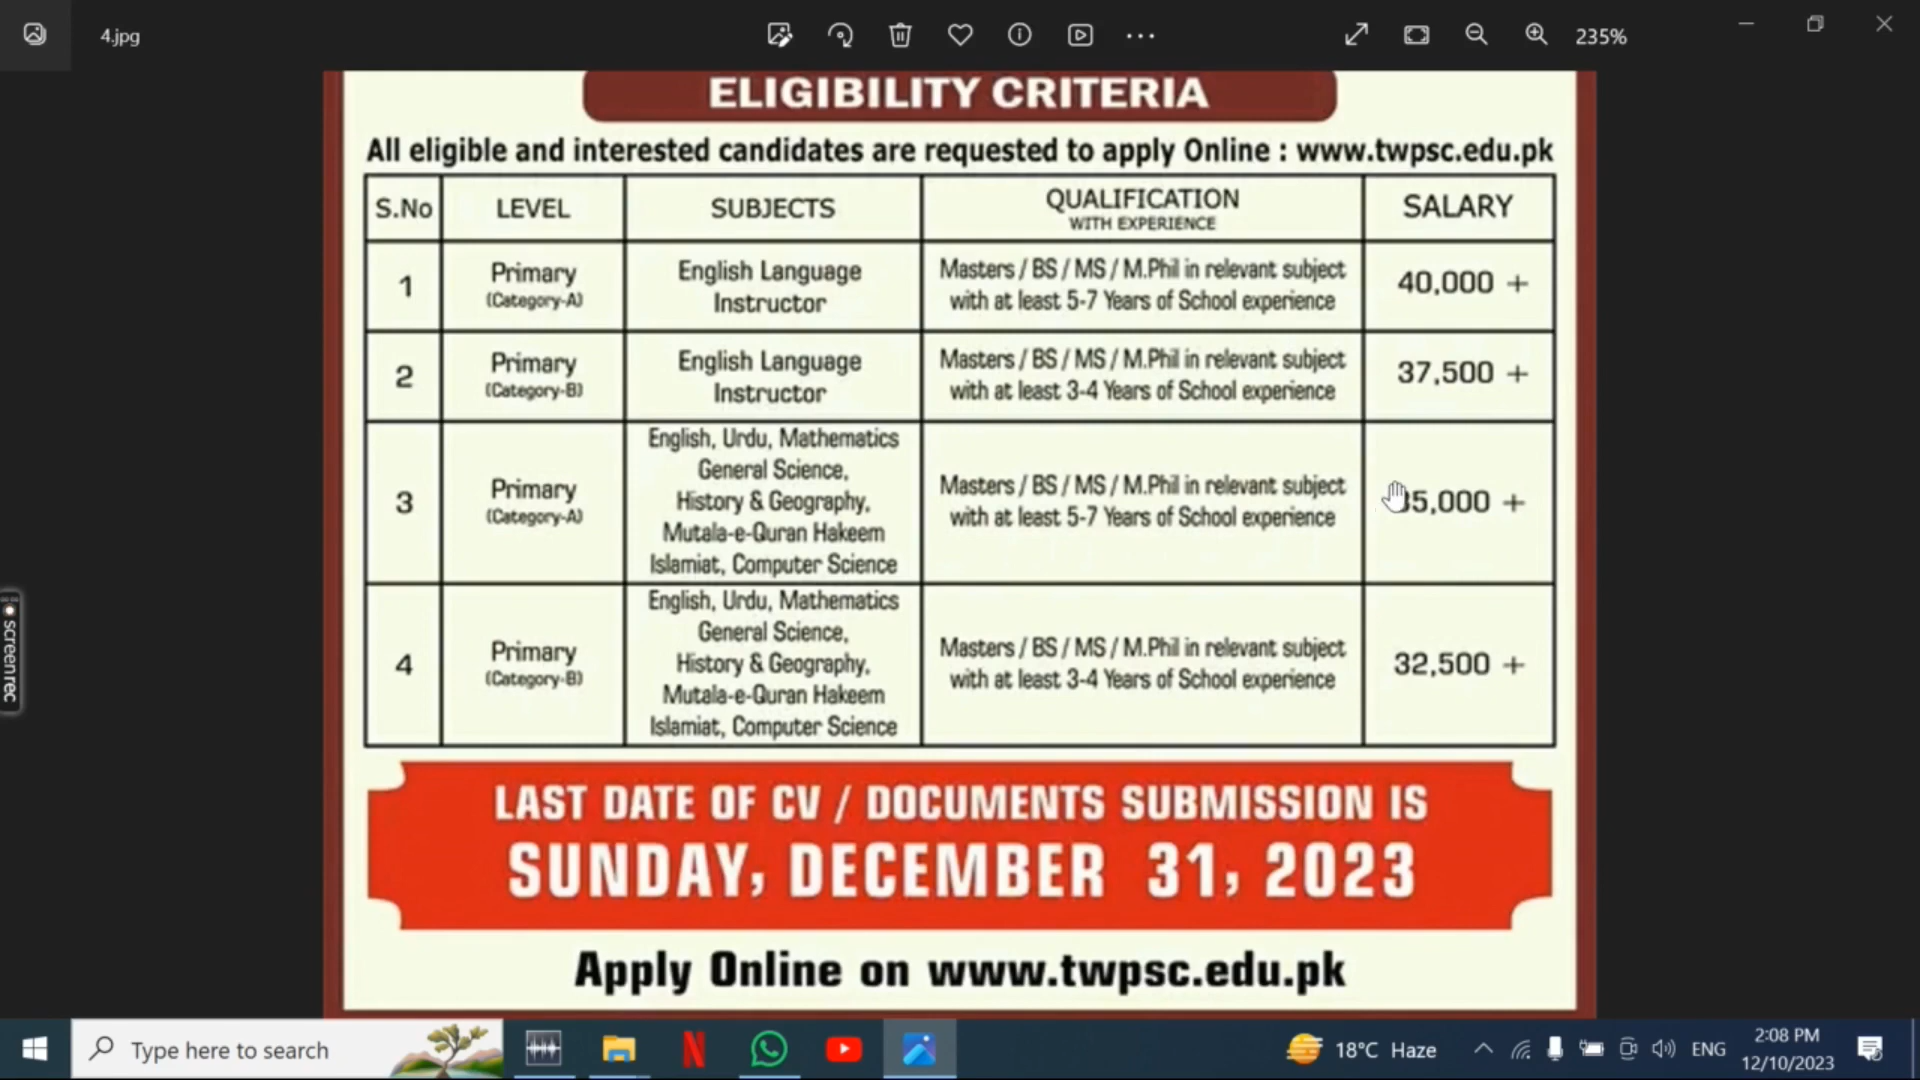 4.jpg
235%
ELIGIBILITY CRITERIA
All eligible and interested candidates are requested to apply Online : www.twpsc.edu.pk
S.No LEVEL SUBJECTS QUALIFICATION WITH EXPERIENCE SALARY
1
Primary
(Category-A)
English Language
Instructor
Masters / BS / MS / M.Phil in relevant subject
with at least 5-7 Years of School experience
40,000 +
2
Primary
(Category-B)
English Language
Instructor
Masters / BS / MS / M.Phil in relevant subject
with at least 3-4 Years of School experience
37,500 +
3
Primary
(Category-A)
English, Urdu, Mathematics
General Science,
History & Geography,
Mutala-e-Quran Hakeem
Islamiat, Computer Science
Masters / BS / MS / M.Phil in relevant subject
with at least 5-7 Years of School experience
35,000 +
4
Primary
(Category-B)
English, Urdu, Mathematics
General Science,
History & Geography,
Mutala-e-Quran Hakeem
Islamiat, Computer Science
Masters / BS / MS / M.Phil in relevant subject
with at least 3-4 Years of School experience
32,500 +
LAST DATE OF CV / DOCUMENTS SUBMISSION IS
SUNDAY, DECEMBER 31, 2023
Apply Online on www.twpsc.edu.pk
screenrec
Type here to search
18°C Haze
ENG
2:08 PM
12/10/2023